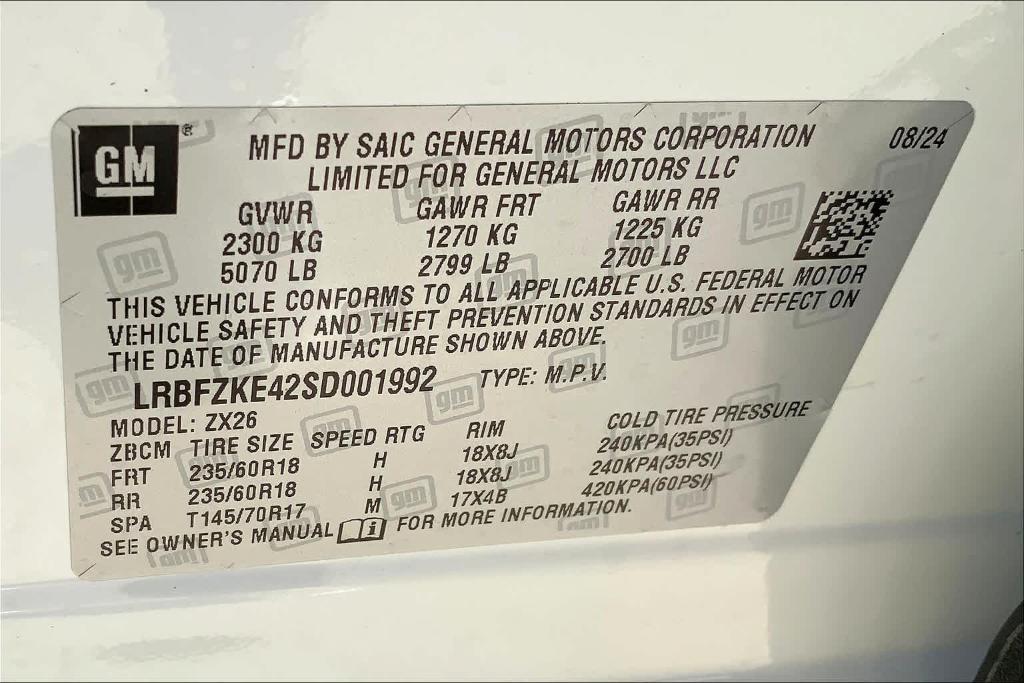 GM ®
MFD BY SAIC GENERAL MOTORS CORPORATION 08/24
LIMITED FOR GENERAL MOTORS LLC
GVWR GAWR FRT GAWR RR
2300 KG 1270 KG 1225 KG
5070 LB 2799 LB 2700 LB
THIS VEHICLE CONFORMS TO ALL APPLICABLE U.S. FEDERAL MOTOR
VEHICLE SAFETY AND THEFT PREVENTION STANDARDS IN EFFECT ON
THE DATE OF MANUFACTURE SHOWN ABOVE.
LRBFZKE42SD001992 TYPE: M.P.V.
MODEL: ZX26
ZBCM TIRE SIZE SPEED RTG RIM COLD TIRE PRESSURE
FRT 235/60R18 H 18X8J 240KPA(35PSI)
RR 235/60R18 H 18X8J 240KPA(35PSI)
SPA T145/70R17 M 17X4B 420KPA(60PSI)
SEE OWNER'S MANUAL i FOR MORE INFORMATION.